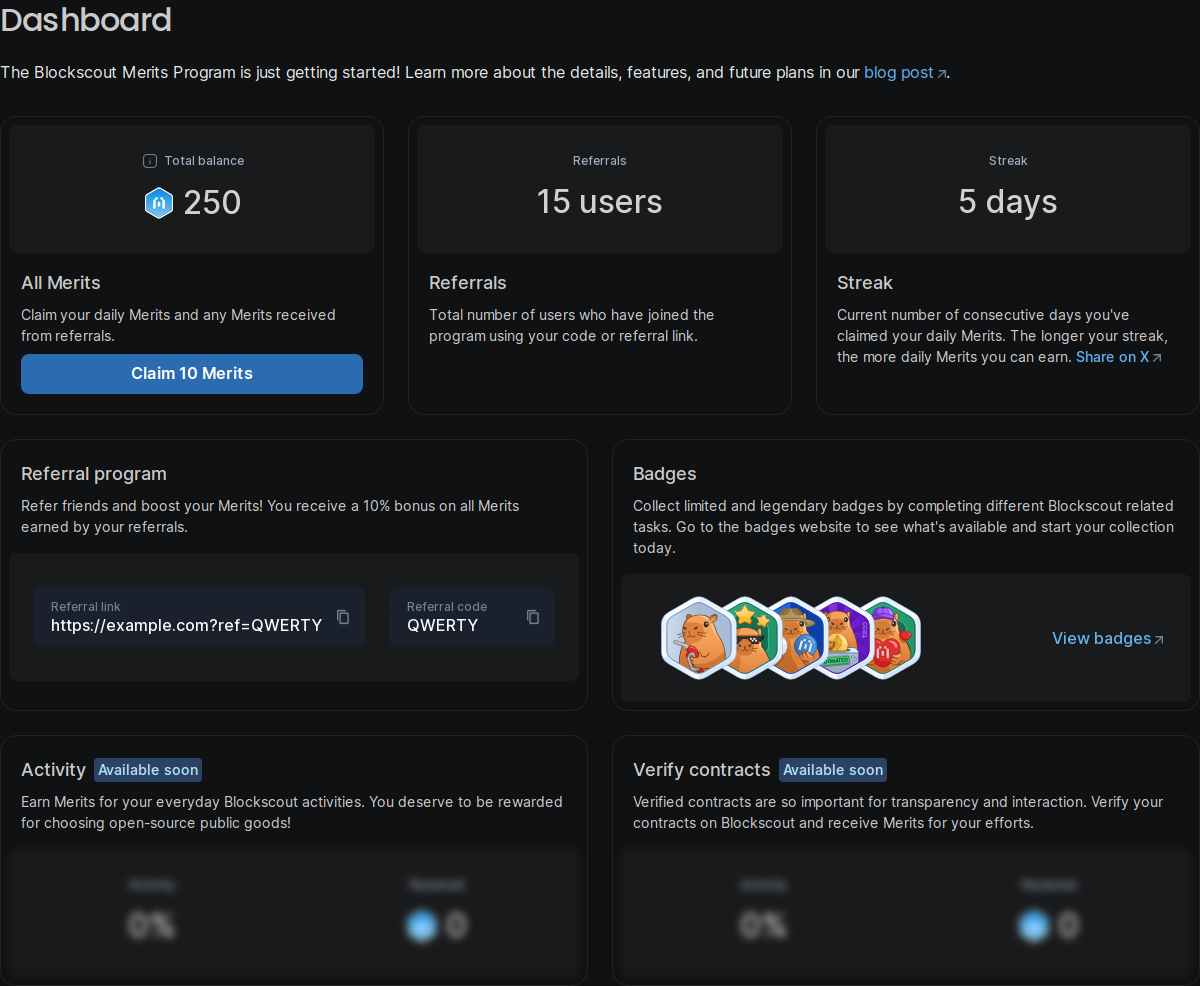 Dashboard
The Blockscout Merits Program is just getting started! Learn more about the details, features, and future plans in our blog post.
Total balance
250
All Merits
Claim your daily Merits and any Merits received
from referrals.
Claim 10 Merits
Referrals
15 users
Referrals
Total number of users who have joined the
program using your code or referral link.
Streak
5 days
Streak
Current number of consecutive days you've
claimed your daily Merits. The longer your streak,
the more daily Merits you can earn. Share on X
Referral program
Refer friends and boost your Merits! You receive a 10% bonus on all Merits
earned by your referrals.
Referral link
https://example.com?ref=QWERTY
Referral code
QWERTY
Badges
Collect limited and legendary badges by completing different Blockscout related
tasks. Go to the badges website to see what's available and start your collection
today.
View badges
Activity Available soon
Earn Merits for your everyday Blockscout activities. You deserve to be rewarded
for choosing open-source public goods!
Activity
0%
Received
0
Verify contracts Available soon
Verified contracts are so important for transparency and interaction. Verify your
contracts on Blockscout and receive Merits for your efforts.
Activity
0%
Received
0